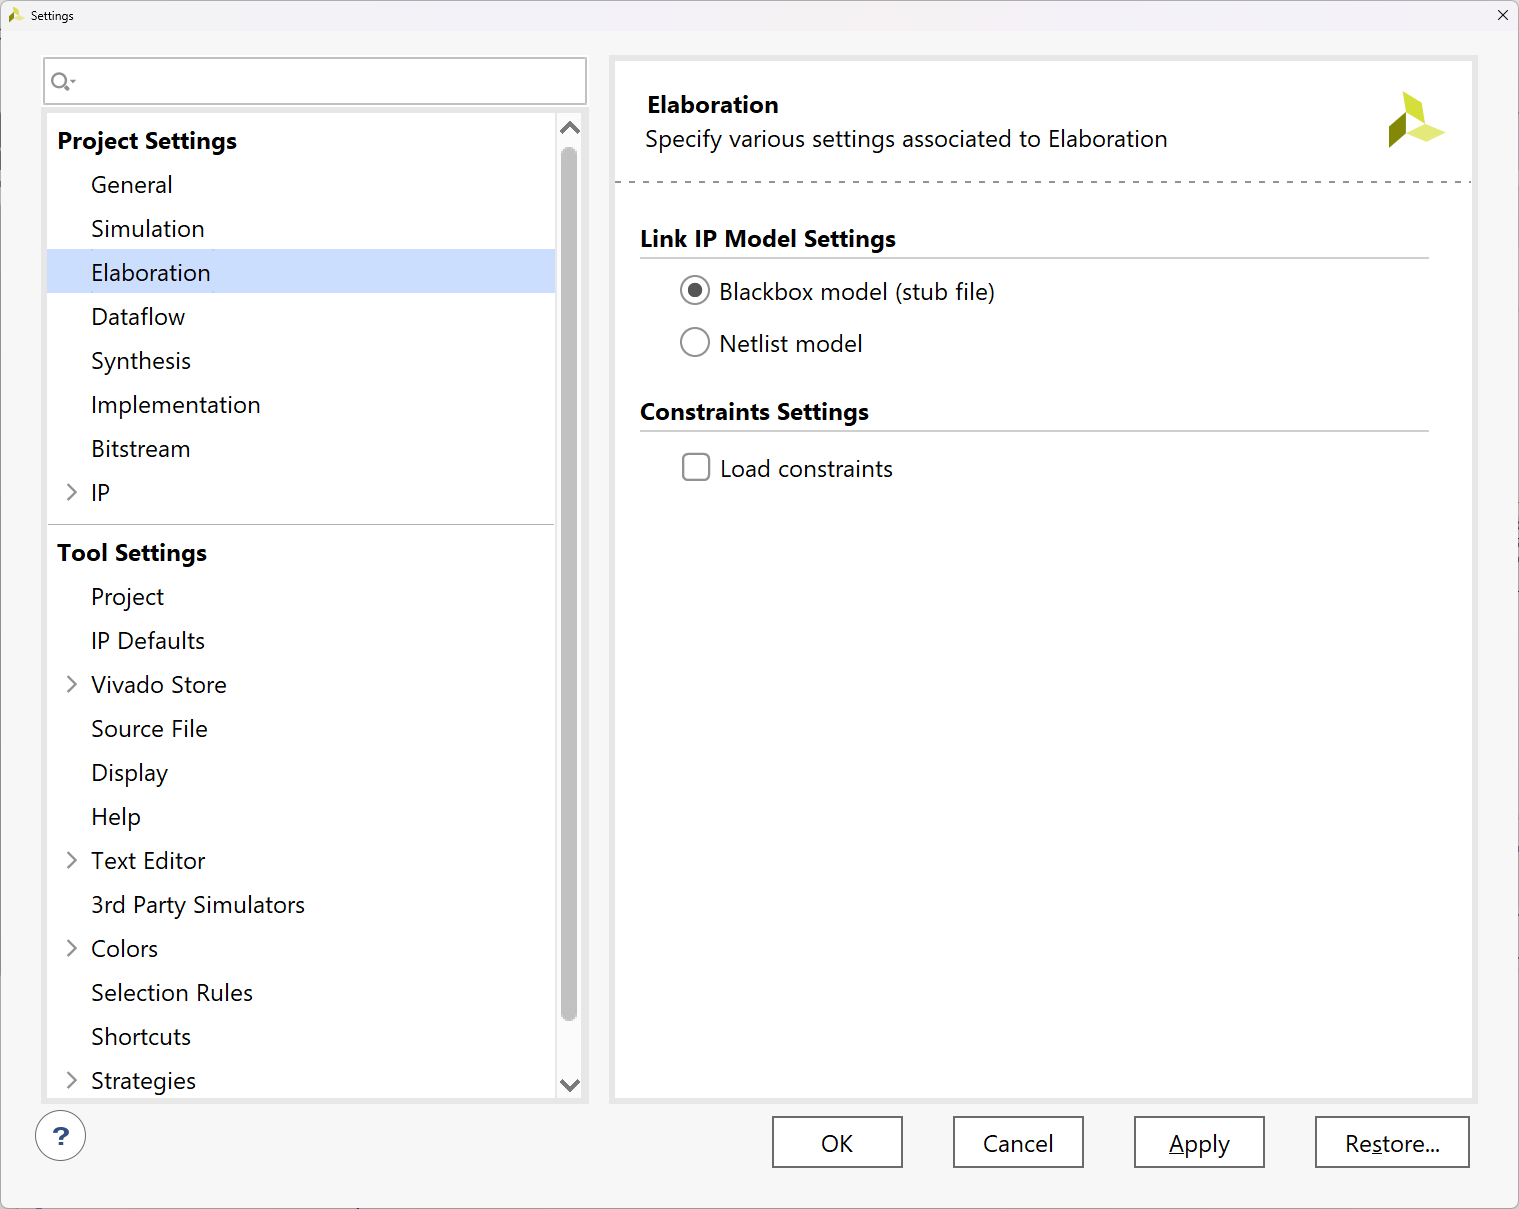 Settings
Project Settings
General
Simulation
Elaboration
Dataflow
Synthesis
Implementation
Bitstream
IP
Tool Settings
Project
IP Defaults
Vivado Store
Source File
Display
Help
Text Editor
3rd Party Simulators
Colors
Selection Rules
Shortcuts
Strategies
Elaboration
Specify various settings associated to Elaboration
Link IP Model Settings
Blackbox model (stub file)
Netlist model
Constraints Settings
Load constraints
?
OK
Cancel
Apply
Restore...